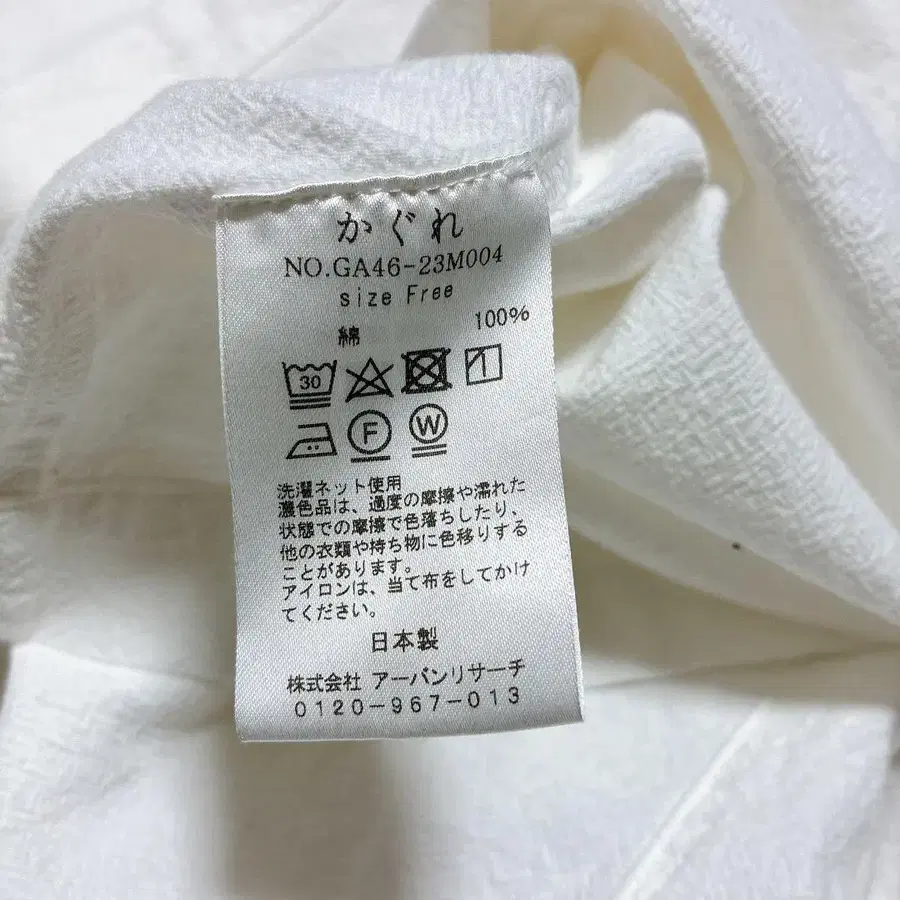 かぐれ
NO.GA46-23M004
size Free
綿 100%
30
F W
洗濯ネット使用
濃色品は、過度の摩擦や濡れた
状態での摩擦で色落ちしたり、
他の衣類や持ち物に色移りする
ことがあります。
アイロンは、当て布をしてかけ
てください。
日本製
株式会社 アーバンリサーチ
0120-967-013